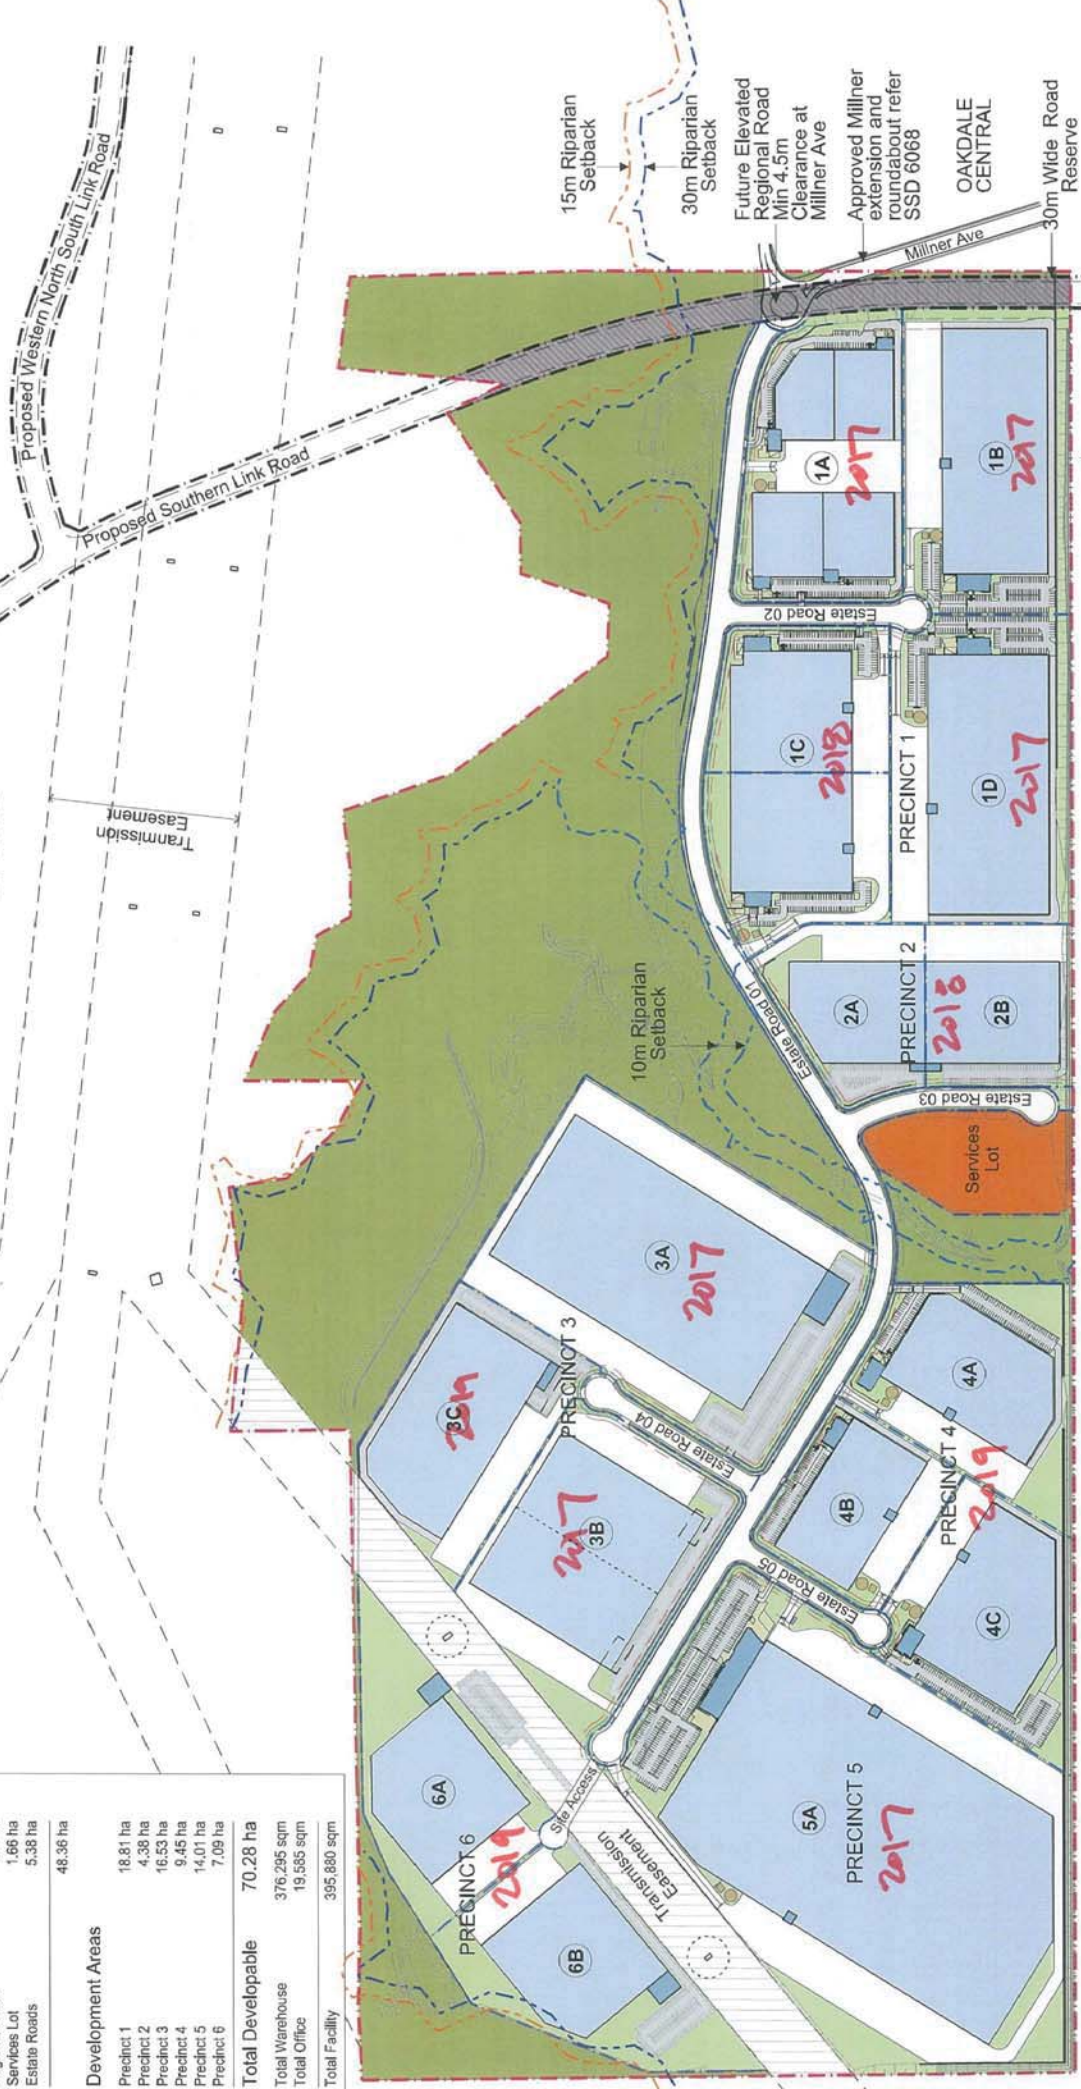 Services Lot 1.66 ha
Estate Roads 5.38 ha
48.36 ha
Development Areas
Precinct 1 18.81 ha
Precinct 2 4.38 ha
Precinct 3 16.53 ha
Precinct 4 9.45 ha
Precinct 5 14.01 ha
Precinct 6 7.09 ha
Total Developable 70.28 ha
Total Warehouse 376,295 sqm
Total Office 19,585 sqm
Total Facility 395,880 sqm
Proposed Western North South Link Road
Proposed Southern Link Road
Tranmission
Easement
15m Riparian
Setback
30m Riparian
Setback
Future Elevated
Regional Road
Min 4.5m
Clearance at
Millner Ave
Approved Millner
extension and
roundabout refer
SSD 6068
OAKDALE
CENTRAL
30m Wide Road
Reserve
Millner Ave
10m Riparian
Setback
Estate Road 01
Estate Road 02
Estate Road 03
Estate Road 04
Estate Road 05
1A
2017
1B
2017
1C
2018
1D
2017
PRECINCT 1
2A
PRECINCT 2
2018
2B
Services
Lot
3A
2017
PRECINCT 3
3C
2019
3B
2017
4A
PRECINCT 4
2019
4B
4C
5A
PRECINCT 5
2017
6A
PRECINCT 6
2019
6B
Site Access
Transmission
Easement